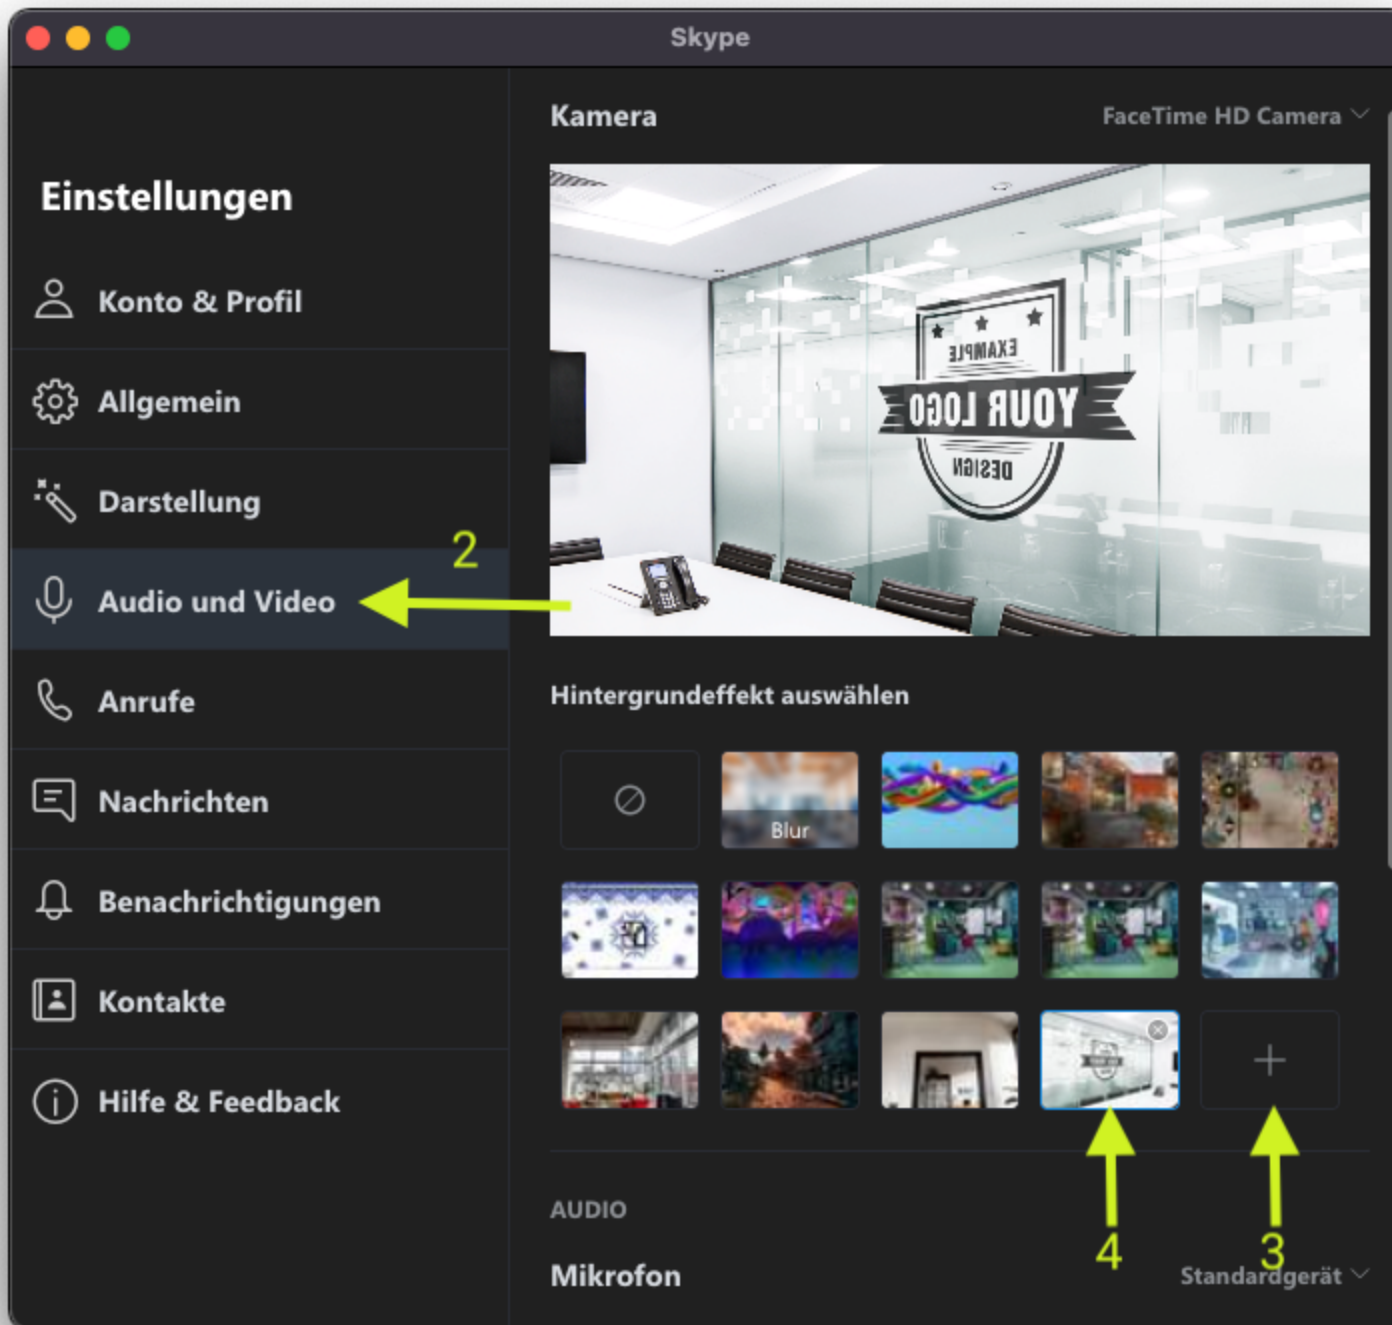 Skype
Einstellungen
Konto & Profil
Allgemein
Darstellung
2
Audio und Video
Anrufe
Nachrichten
Benachrichtigungen
Kontakte
Hilfe & Feedback
Kamera
FaceTime HD Camera
EXAMPLE
YOUR LOGO
DESIGN
Hintergrundeffekt auswählen
Blur
4
3
AUDIO
Mikrofon
Standardgerät